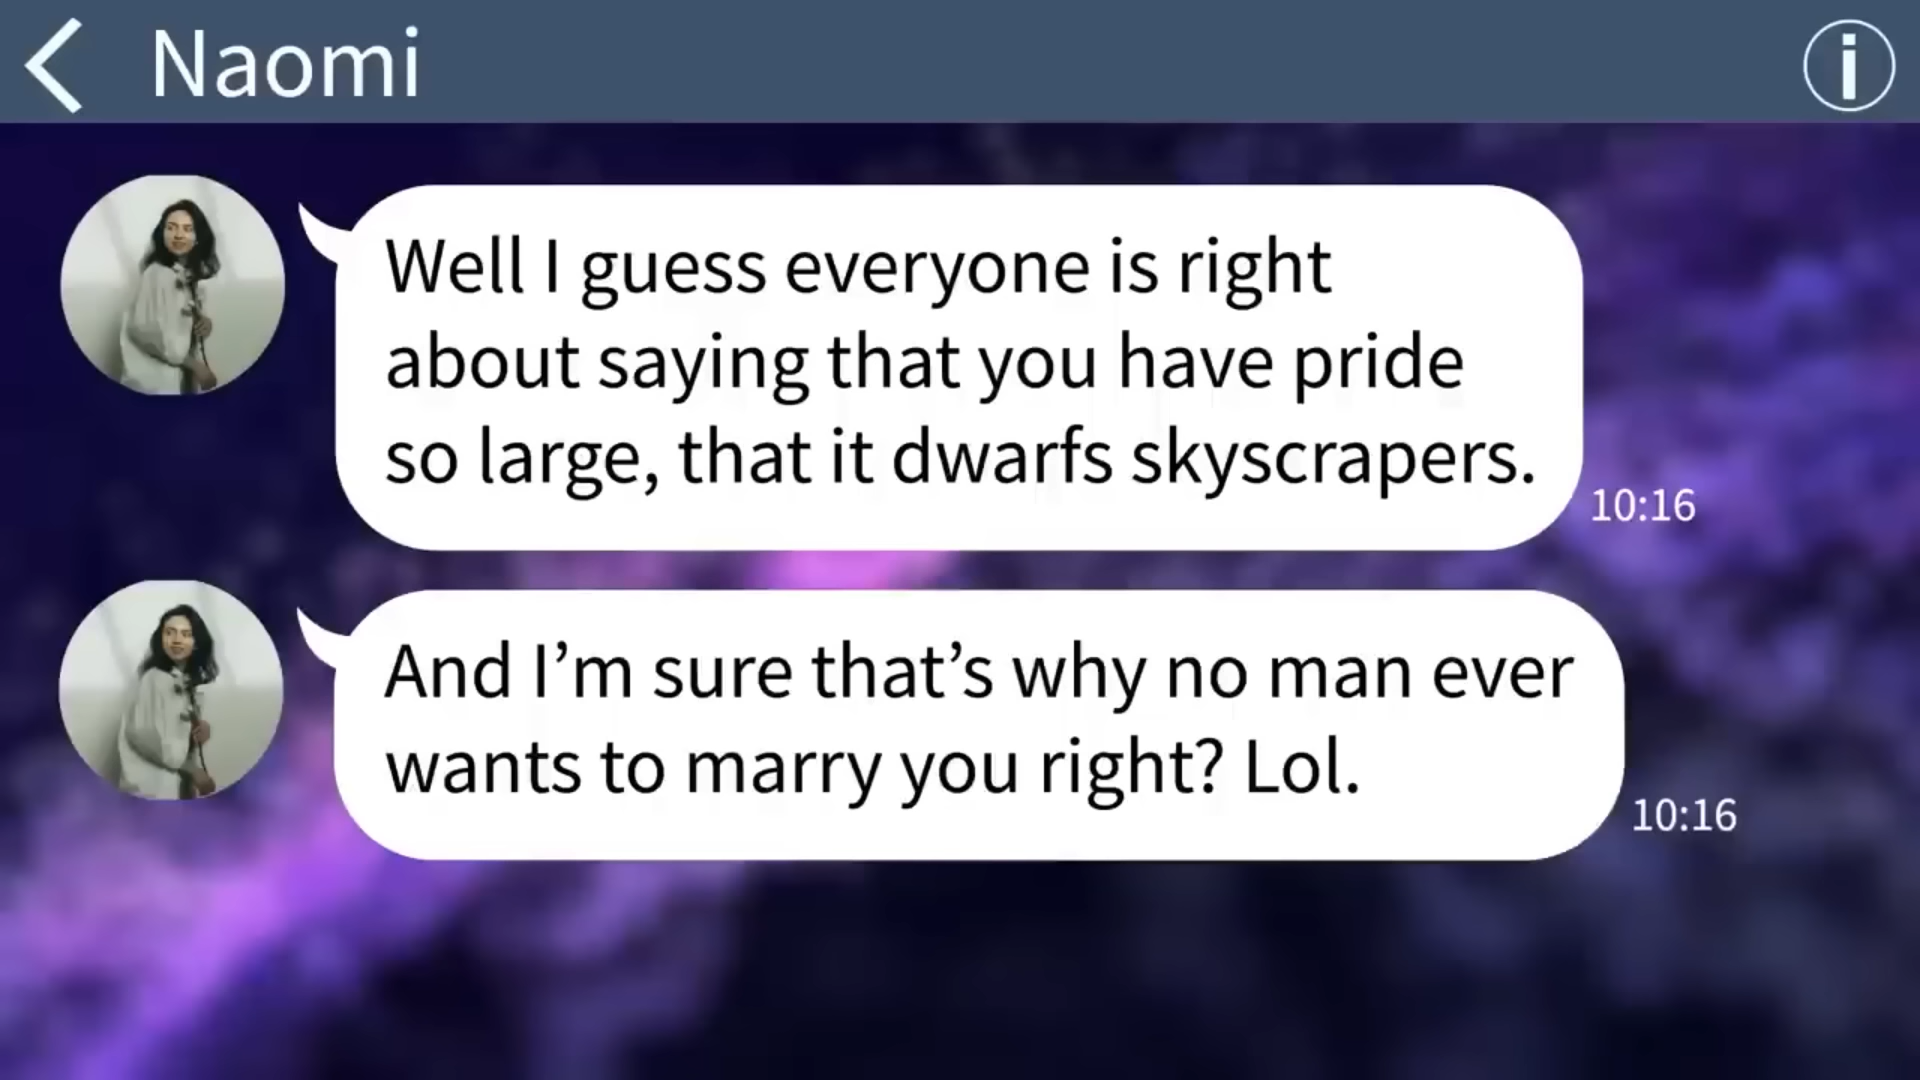 Naomi
Well I guess everyone is right
about saying that you have pride
so large, that it dwarfs skyscrapers.
10:16
And I’m sure that’s why no man ever
wants to marry you right? Lol.
10:16